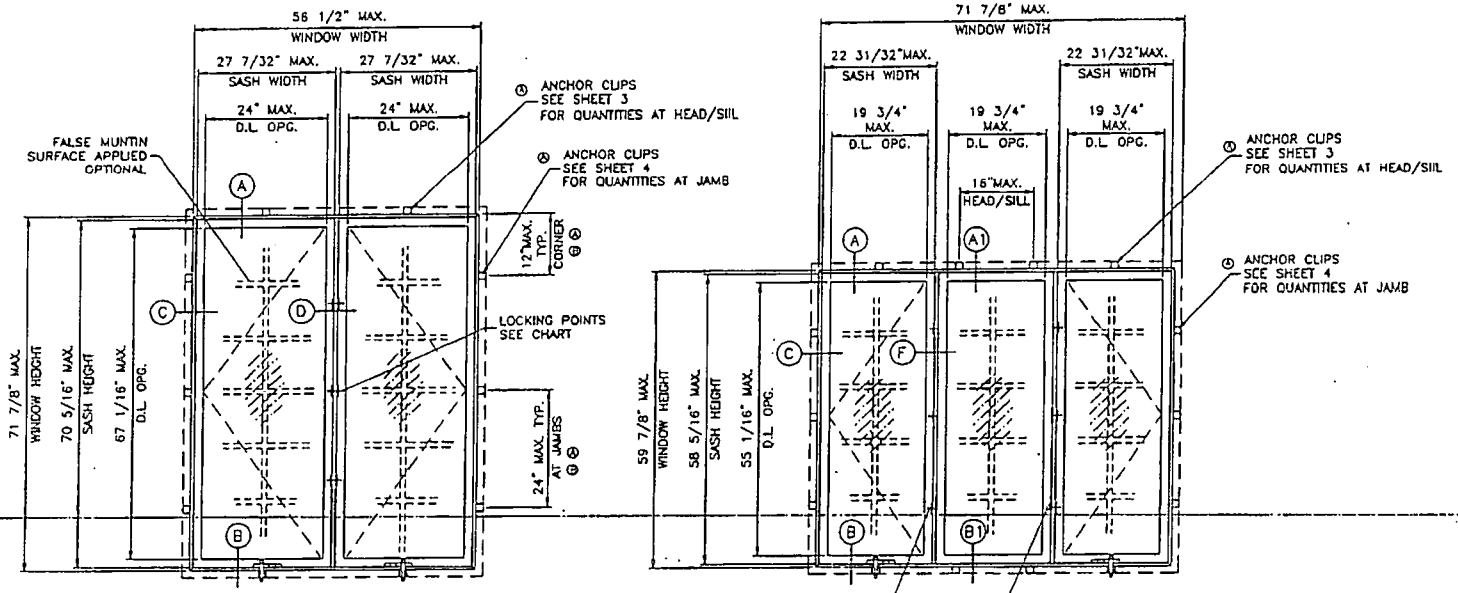 56 1/2" MAX.
WINDOW WIDTH
27 7/32" MAX.
SASH WIDTH
27 7/32" MAX.
SASH WIDTH
24" MAX.
D.L OPG.
24" MAX.
D.L OPG.
FALSE MUNTIN
SURFACE APPLIED
OPTIONAL
A ANCHOR CLIPS
SEE SHEET 3
FOR QUANTITIES AT HEAD/SIIL
A ANCHOR CLIPS
SEE SHEET 4
FOR QUANTITIES AT JAMB
A
12"MAX.
TYP.
CORNER
A
B
C
D
LOCKING POINTS
SEE CHART
71 7/8" MAX.
WINDOW HEIGHT
70 5/16" MAX.
SASH HEIGHT
67 1/16" MAX.
D.L OPG.
24" MAX. TYP.
AT JAMBS
A
B
71 7/8" MAX.
WINDOW WIDTH
22 31/32"MAX.
SASH WIDTH
22 31/32"MAX.
SASH WIDTH
19 3/4"
MAX.
D.L OPG.
19 3/4"
MAX.
D.L OPG.
19 3/4"
MAX.
D.L OPG.
16"MAX.
HEAD/SILL
A ANCHOR CLIPS
SEE SHEET 3
FOR QUANTITIES AT HEAD/SIIL
A ANCHOR CLIPS
SEE SHEET 4
FOR QUANTITIES AT JAMB
A
A1
C
F
59 7/8" MAX.
WINDOW HEIGHT
58 5/16" MAX.
SASH HEIGHT
55 1/16" MAX.
D.L OPG.
B
B1